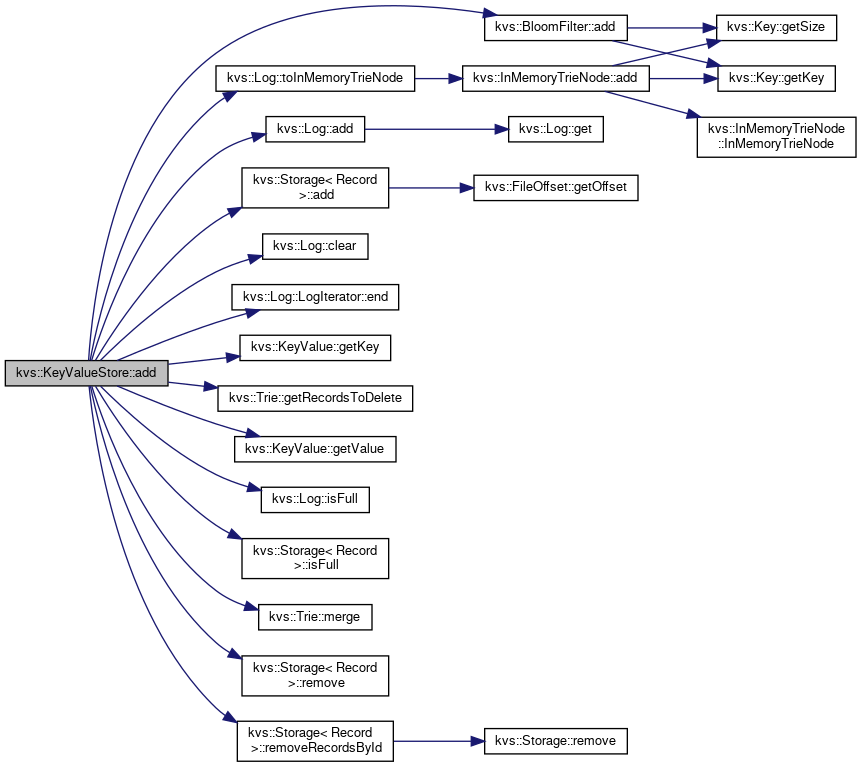 kvs::BloomFilter::add
kvs::Key::getSize
kvs::Log::toInMemoryTrieNode
kvs::InMemoryTrieNode::add
kvs::Key::getKey
kvs::InMemoryTrieNode
::InMemoryTrieNode
kvs::Log::add
kvs::Log::get
kvs::Storage< Record
>::add
kvs::FileOffset::getOffset
kvs::Log::clear
kvs::Log::LogIterator::end
kvs::KeyValue::getKey
kvs::KeyValueStore::add
kvs::Trie::getRecordsToDelete
kvs::KeyValue::getValue
kvs::Log::isFull
kvs::Storage< Record
>::isFull
kvs::Trie::merge
kvs::Storage< Record
>::remove
kvs::Storage< Record
>::removeRecordsById
kvs::Storage::remove